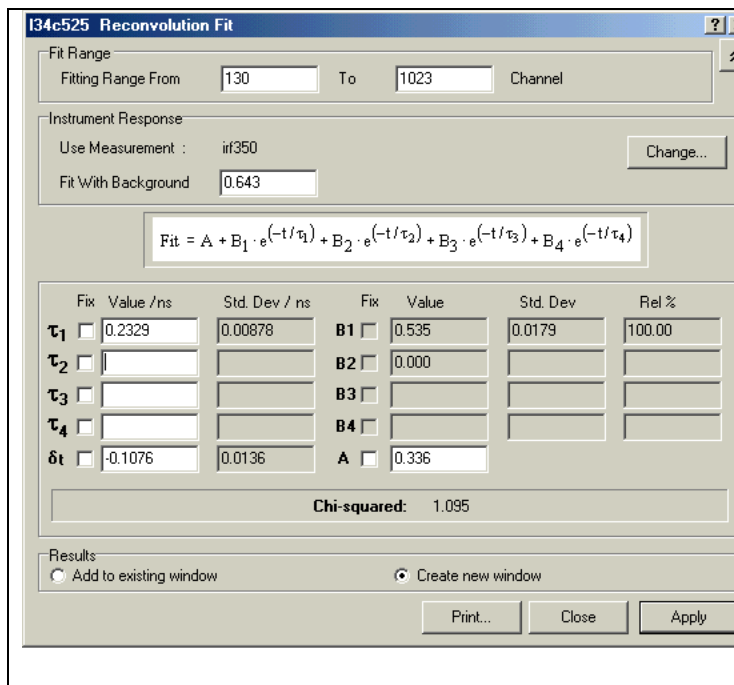 I34c525 Reconvolution Fit
?
Fit Range
Fitting Range From 130 To 1023 Channel
Instrument Response
Use Measurement : irf350 Change...
Fit With Background 0.643
Fit = A + B1 · e(-t/τ1) + B2 · e(-t/τ2) + B3 · e(-t/τ3) + B4 · e(-t/τ4)
Fix Value /ns Std. Dev / ns Fix Value Std. Dev Rel %
τ1 0.2329 0.00878 B1 0.535 0.0179 100.00
τ2 B2 0.000
τ3 B3
τ4 B4
δt -0.1076 0.0136 A 0.336
Chi-squared: 1.095
Results
Add to existing window Create new window
Print... Close Apply